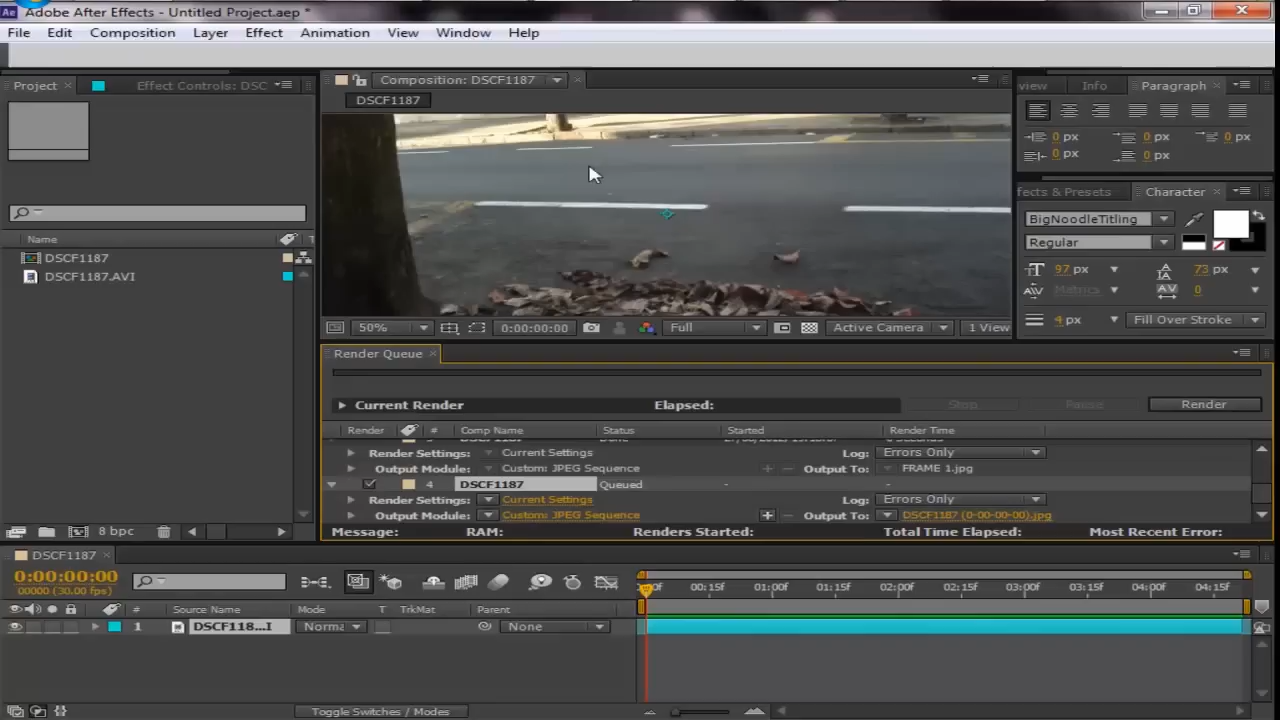 Ae Adobe After Effects - Untitled Project.aep *
File Edit Composition Layer Effect Animation View Window Help
Project × Effect Controls: DSC
Composition: DSCF1187
view Info Paragraph ×
DSCF1187
0 px 0 px 0 px
0 px 0 px
fects & Presets Character ×
BigNoodleTitling
Regular
Name T
DSCF1187
DSCF1187.AVI
97 px 73 px
Metrics 0
50% 0:00:00:00 Full Active Camera 1 View
4 px Fill Over Stroke
Render Queue ×
Current Render Elapsed: Stop Pause Render
Render # Comp Name Status Started Render Time
Render Settings: Current Settings Log: Errors Only
Output Module: Custom: JPEG Sequence + - Output To: FRAME 1.jpg
4 DSCF1187 Queued - -
Render Settings: Current Settings Log: Errors Only
Output Module: Custom: JPEG Sequence + - Output To: DSCF1187 (0-00-00-00).jpg
8 bpc
Message: RAM: Renders Started: Total Time Elapsed: Most Recent Error:
DSCF1187 ×
0:00:00:00
00000 (30.00 fps)
00:15f 01:00f 01:15f 02:00f 02:15f 03:00f 03:15f 04:00f 04:15f
# Source Name Mode T TrkMat Parent
1 DSCF118...I Norma None
Toggle Switches / Modes